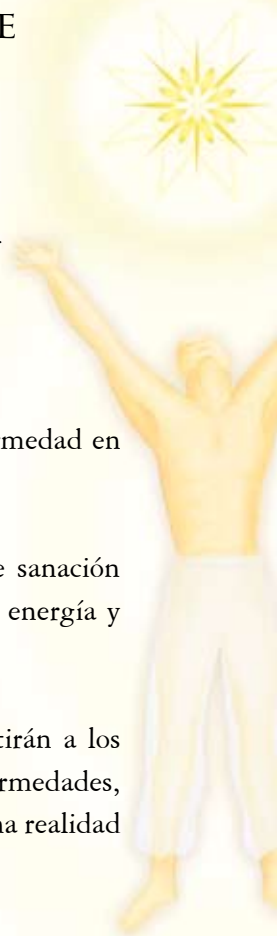 E
.
medad en
e sanación
energía y
tirán a los
rmedades,
na realidad